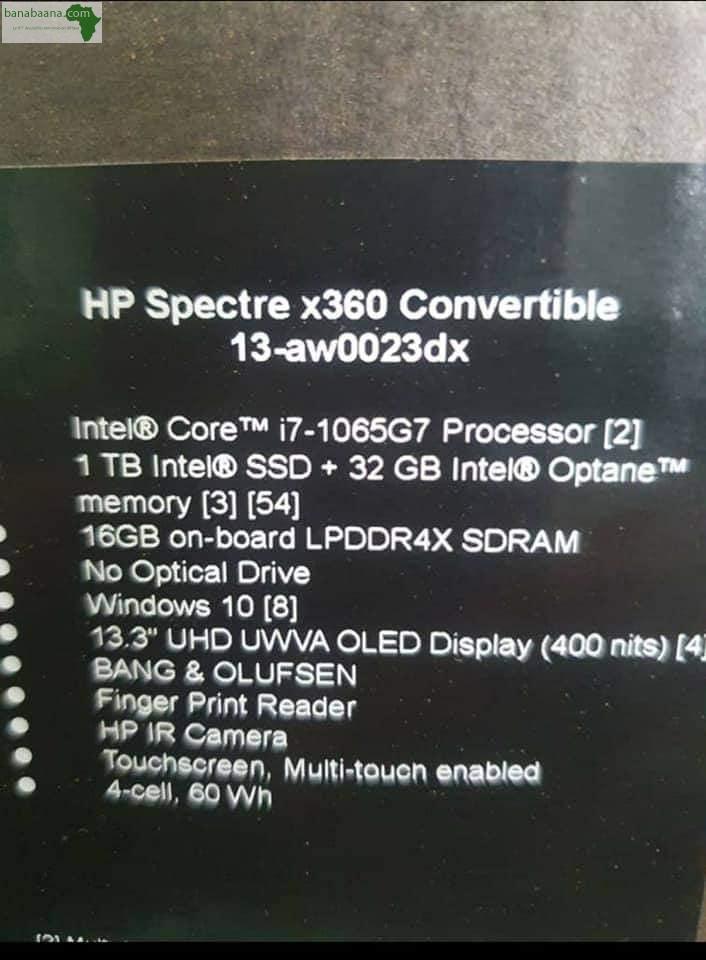 banabaana.com
HP Spectre x360 Convertible
13-aw0023dx
Intel® Core™ i7-1065G7 Processor [2]
1 TB Intel® SSD + 32 GB Intel® Optane™
memory [3] [54]
16GB on-board LPDDR4X SDRAM
No Optical Drive
Windows 10 [8]
13.3" UHD UWVA OLED Display (400 nits) [4]
BANG & OLUFSEN
Finger Print Reader
HP IR Camera
Touchscreen, Multi-touch enabled
4-cell, 60 Wh